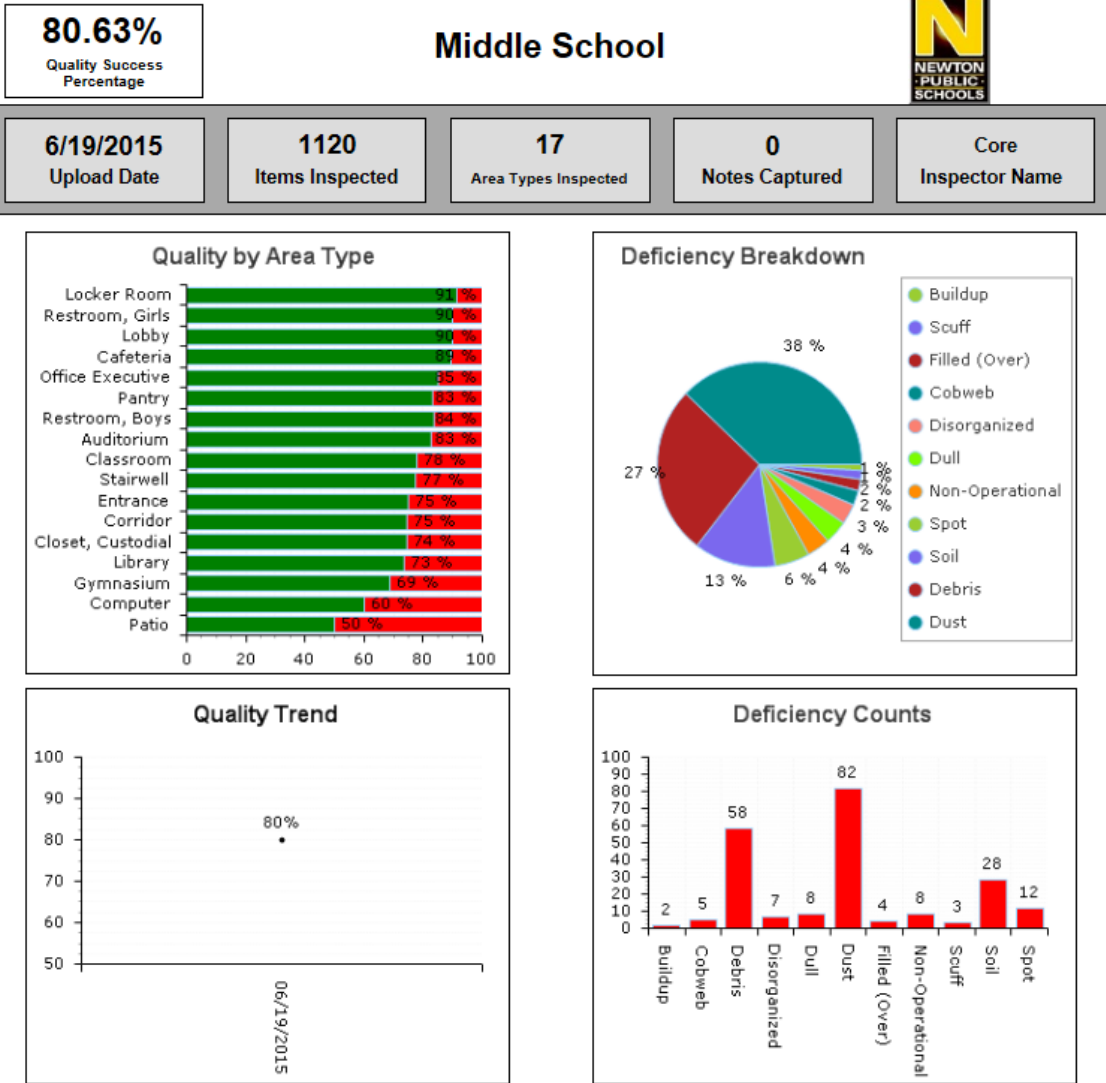 80.63%
Quality Success
Percentage
Middle School
N
NEWTON
·PUBLIC·
SCHOOLS
6/19/2015
Upload Date
1120
Items Inspected
17
Area Types Inspected
0
Notes Captured
Core
Inspector Name
Quality by Area Type
Locker Room 91 %
Restroom, Girls 90 %
Lobby 90 %
Cafeteria 89 %
Office Executive 85 %
Pantry 83 %
Restroom, Boys 84 %
Auditorium 83 %
Classroom 78 %
Stairwell 77 %
Entrance 75 %
Corridor 75 %
Closet, Custodial 74 %
Library 73 %
Gymnasium 69 %
Computer 60 %
Patio 50 %
0 20 40 60 80 100
Deficiency Breakdown
38 %
27 %
13 %
6 %
4 %
4 %
3 %
2 %
2 %
1 %
Buildup
Scuff
Filled (Over)
Cobweb
Disorganized
Dull
Non-Operational
Spot
Soil
Debris
Dust
Quality Trend
100
90
80
70
60
50
80%
06/19/2015
Deficiency Counts
100
90
80
70
60
50
40
30
20
10
0
2 5 58 7 8 82 4 8 3 28 12
Buildup
Cobweb
Debris
Disorganized
Dull
Dust
Filled (Over)
Non-Operational
Scuff
Soil
Spot